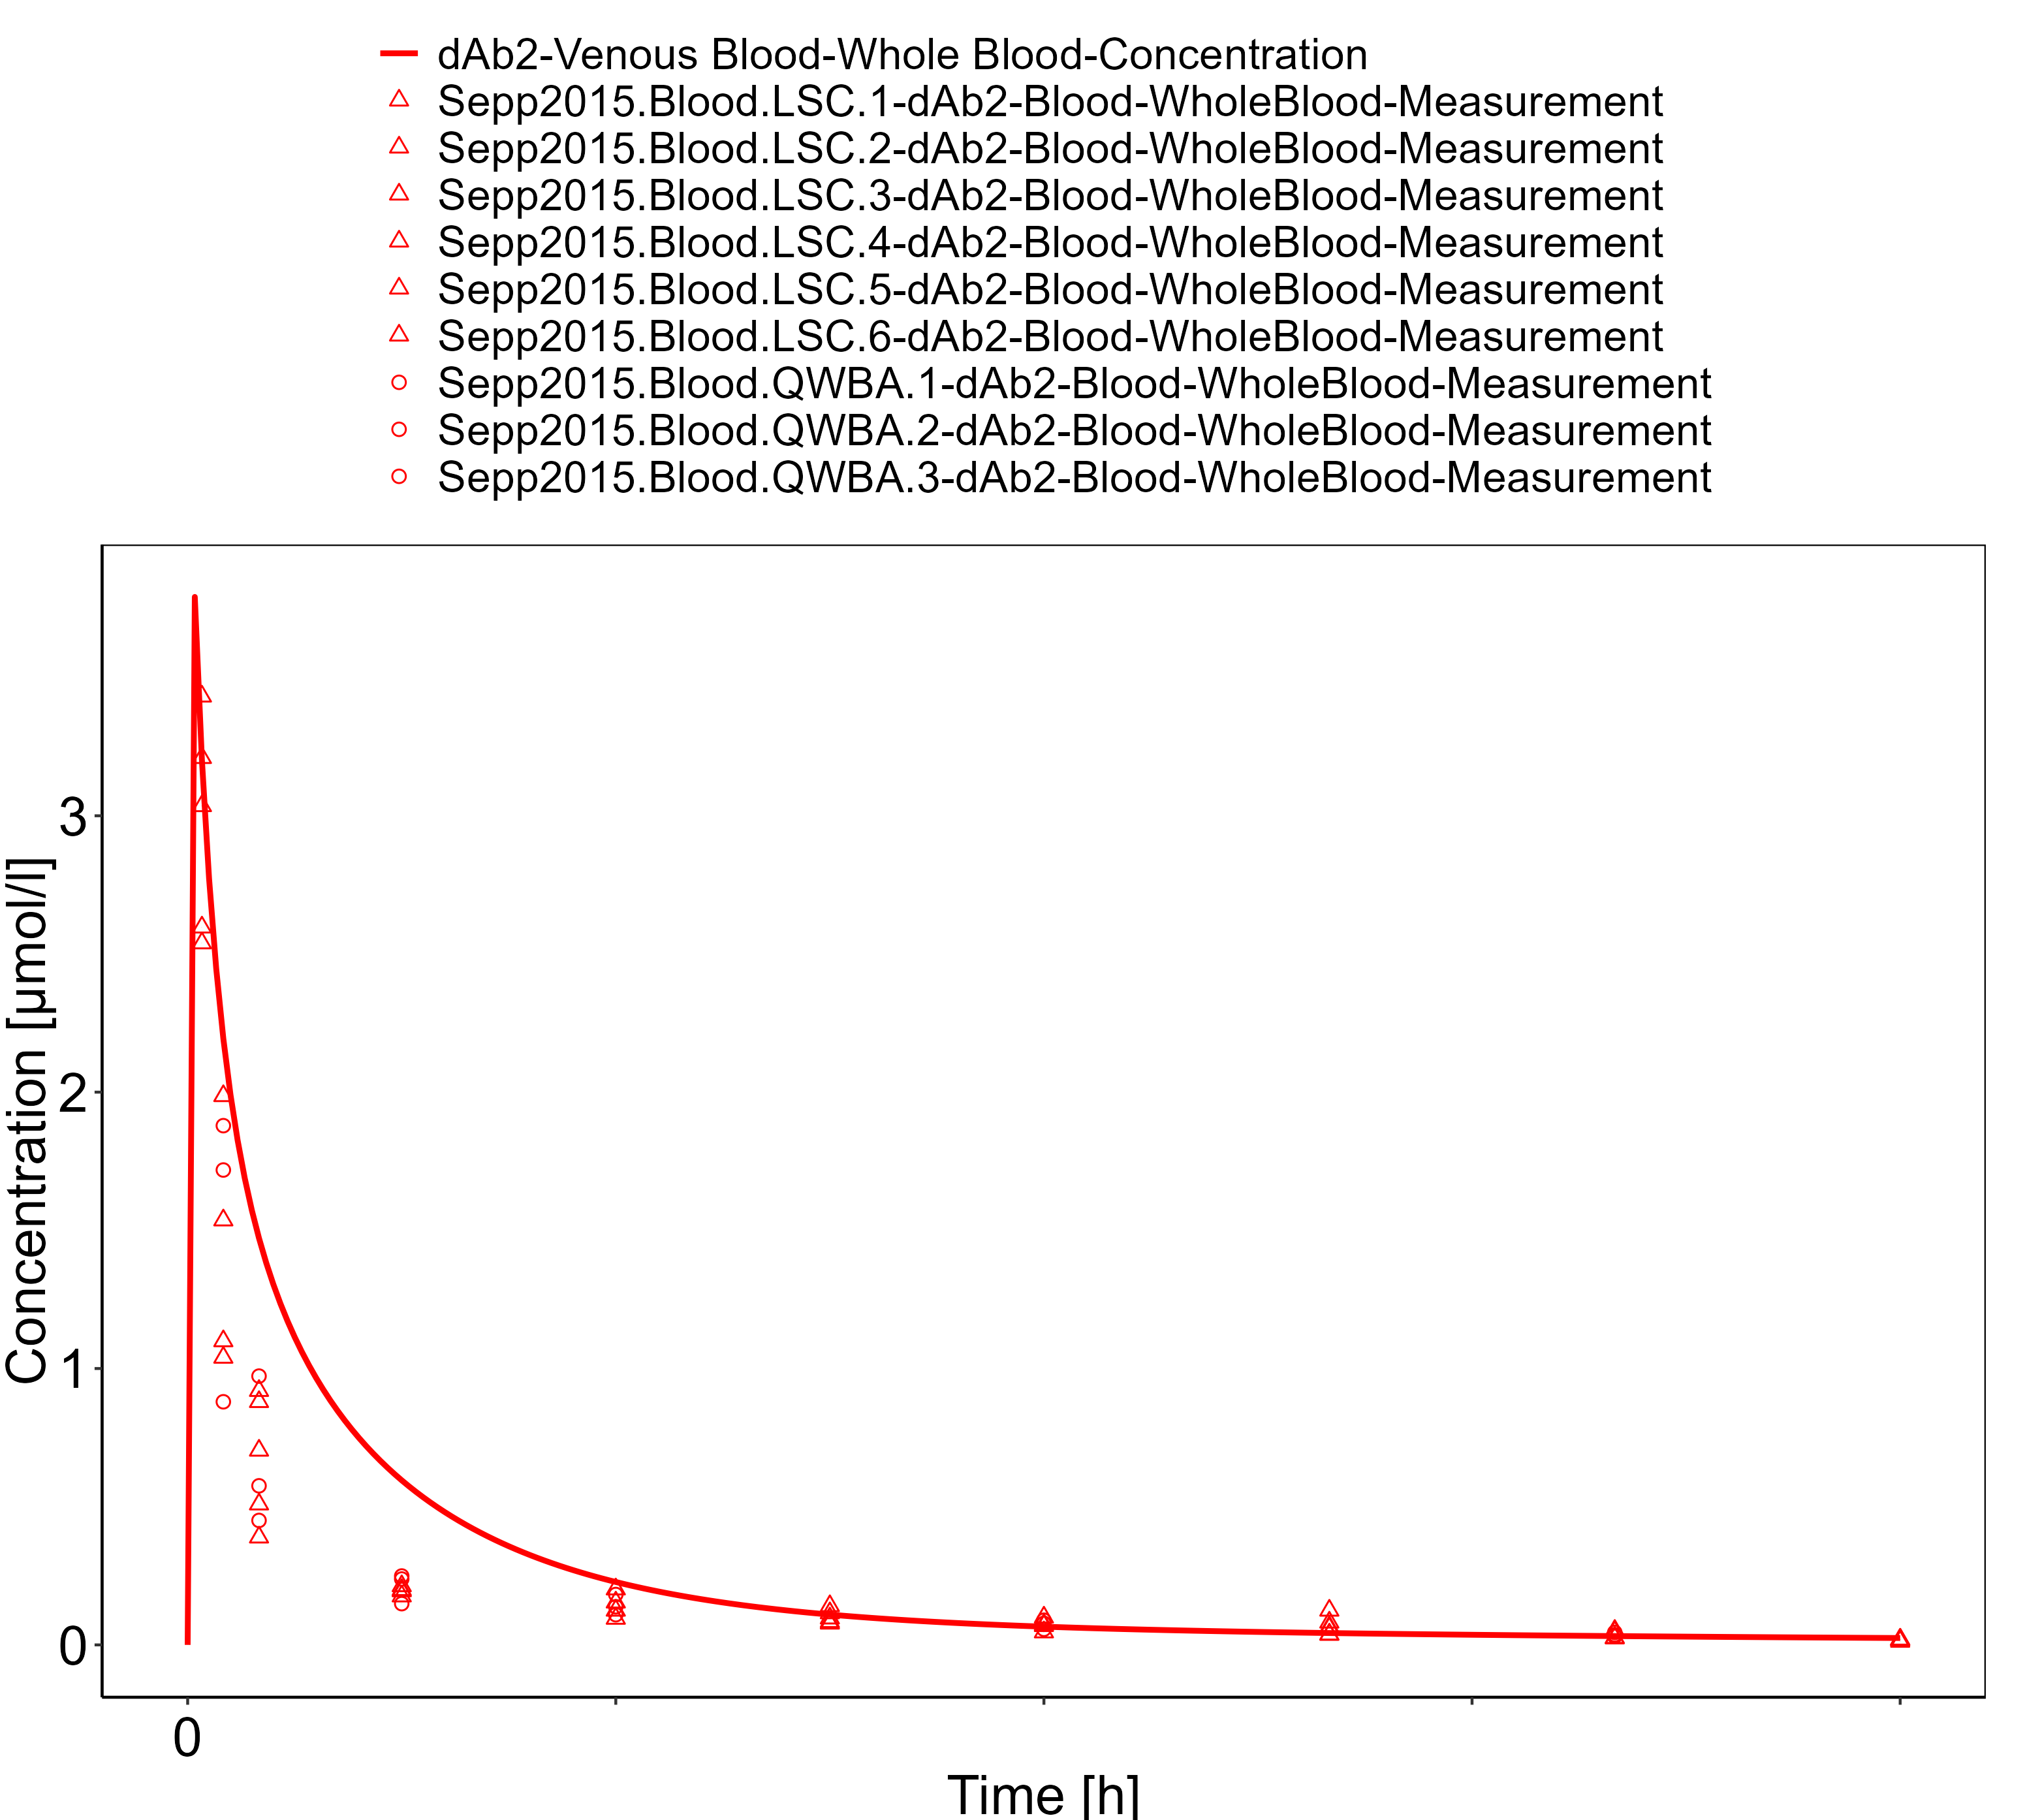 dAb2-Venous Blood-Whole Blood-Concentration
Sepp2015.Blood.LSC.1-dAb2-Blood-WholeBlood-Measurement
Sepp2015.Blood.LSC.2-dAb2-Blood-WholeBlood-Measurement
Sepp2015.Blood.LSC.3-dAb2-Blood-WholeBlood-Measurement
Sepp2015.Blood.LSC.4-dAb2-Blood-WholeBlood-Measurement
Sepp2015.Blood.LSC.5-dAb2-Blood-WholeBlood-Measurement
Sepp2015.Blood.LSC.6-dAb2-Blood-WholeBlood-Measurement
Sepp2015.Blood.QWBA.1-dAb2-Blood-WholeBlood-Measurement
Sepp2015.Blood.QWBA.2-dAb2-Blood-WholeBlood-Measurement
Sepp2015.Blood.QWBA.3-dAb2-Blood-WholeBlood-Measurement
Concentration [µmol/l]
3
2
1
0
0
Time [h]